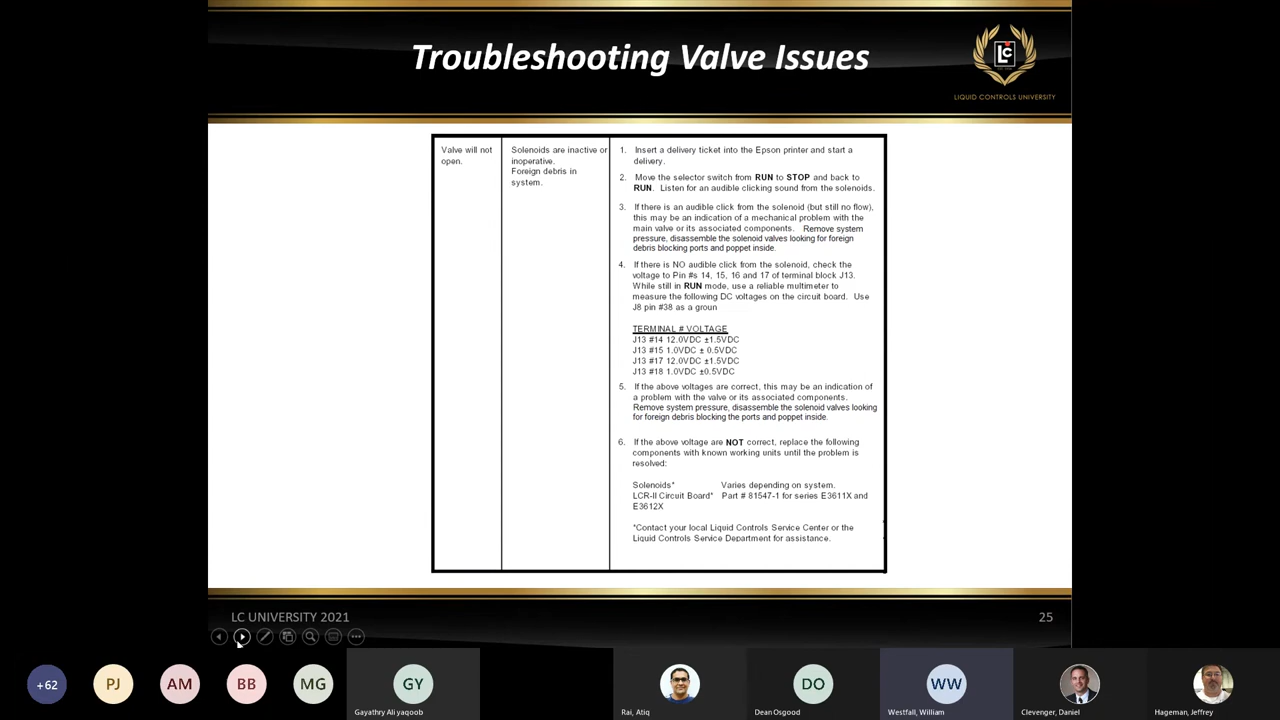 Troubleshooting Valve Issues
Lc
LIQUID CONTROLS UNIVERSITY
Valve will not
open.
Solenoids are inactive or
inoperative.
Foreign debris in
system.
1. Insert a delivery ticket into the Epson printer and start a
delivery.
2. Move the selector switch from RUN to STOP and back to
RUN. Listen for an audible clicking sound from the solenoids.
3. If there is an audible click from the solenoid (but still no flow),
this may be an indication of a mechanical problem with the
main valve or its associated components. Remove system
pressure, disassemble the solenoid valves looking for foreign
debris blocking ports and poppet inside.
4. If there is NO audible click from the solenoid, check the
voltage to Pin #s 14, 15, 16 and 17 of terminal block J13.
While still in RUN mode, use a reliable multimeter to
measure the following DC voltages on the circuit board. Use
J8 pin #38 as a groun
TERMINAL # VOLTAGE
J13 #14 12.0VDC ±1.5VDC
J13 #15 1.0VDC ± 0.5VDC
J13 #17 12.0VDC ±1.5VDC
J13 #18 1.0VDC ±0.5VDC
5. If the above voltages are correct, this may be an indication of
a problem with the valve or its associated components.
Remove system pressure, disassemble the solenoid valves looking
for foreign debris blocking the ports and poppet inside.
6. If the above voltage are NOT correct, replace the following
components with known working units until the problem is
resolved:
Solenoids* Varies depending on system.
LCR-II Circuit Board* Part # 81547-1 for series E3611X and
E3612X
*Contact your local Liquid Controls Service Center or the
Liquid Controls Service Department for assistance.
LC UNIVERSITY 2021
25
+62
PJ
AM
BB
MG
GY
DO
WW
Gayathry Ali yaqoob
Rai, Atiq
Dean Osgood
Westfall, William
Clevenger, Daniel
Hageman, Jeffrey